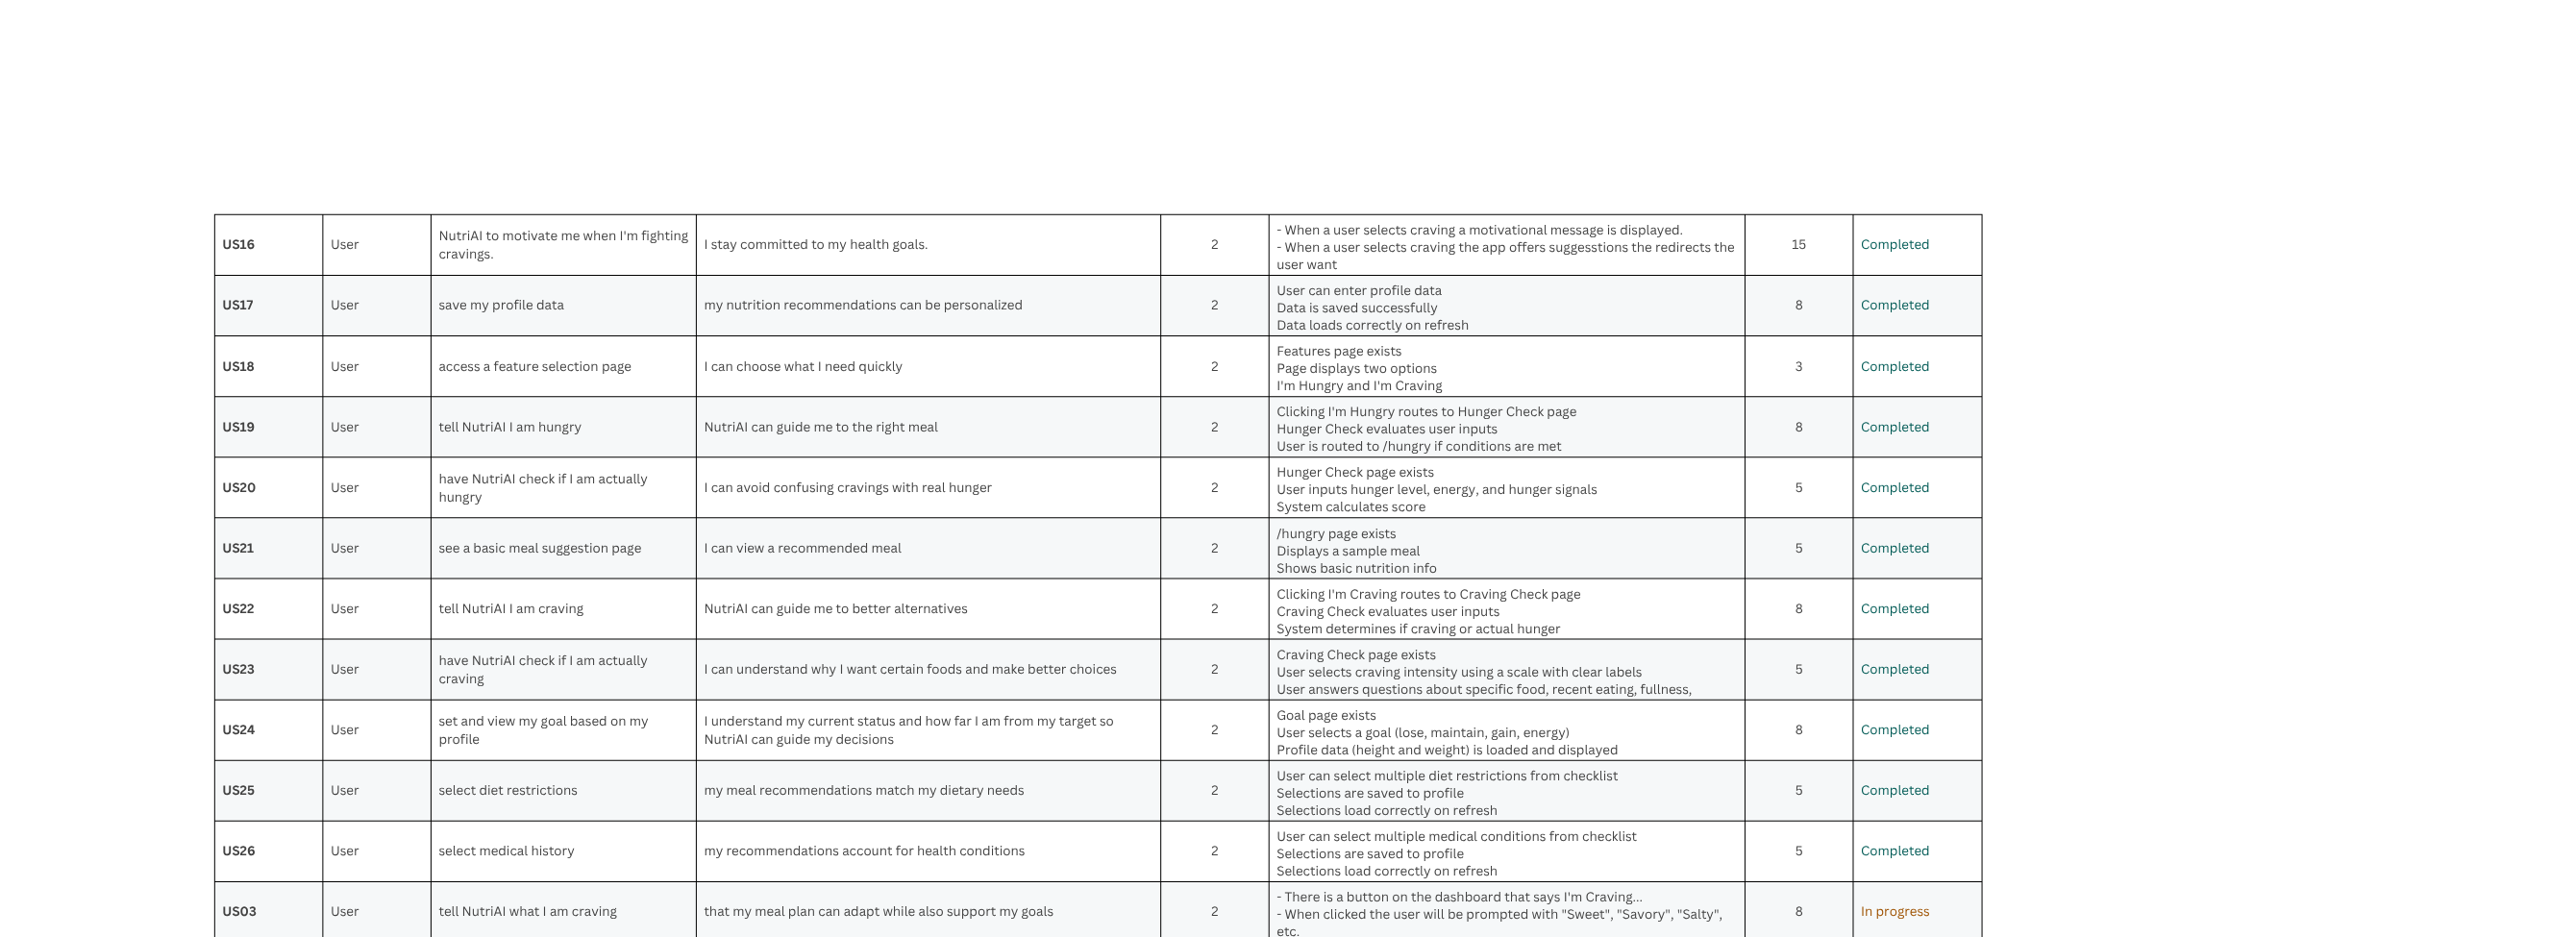 US16 User NutriAI to motivate me when I'm fighting cravings. I stay committed to my health goals. 2 - When a user selects craving a motivational message is displayed.
- When a user selects craving the app offers suggesstions the redirects the user want 15 Completed
US17 User save my profile data my nutrition recommendations can be personalized 2 User can enter profile data
Data is saved successfully
Data loads correctly on refresh 8 Completed
US18 User access a feature selection page I can choose what I need quickly 2 Features page exists
Page displays two options
I'm Hungry and I'm Craving 3 Completed
US19 User tell NutriAI I am hungry NutriAI can guide me to the right meal 2 Clicking I'm Hungry routes to Hunger Check page
Hunger Check evaluates user inputs
User is routed to /hungry if conditions are met 8 Completed
US20 User have NutriAI check if I am actually hungry I can avoid confusing cravings with real hunger 2 Hunger Check page exists
User inputs hunger level, energy, and hunger signals
System calculates score 5 Completed
US21 User see a basic meal suggestion page I can view a recommended meal 2 /hungry page exists
Displays a sample meal
Shows basic nutrition info 5 Completed
US22 User tell NutriAI I am craving NutriAI can guide me to better alternatives 2 Clicking I'm Craving routes to Craving Check page
Craving Check evaluates user inputs
System determines if craving or actual hunger 8 Completed
US23 User have NutriAI check if I am actually craving I can understand why I want certain foods and make better choices 2 Craving Check page exists
User selects craving intensity using a scale with clear labels
User answers questions about specific food, recent eating, fullness, 5 Completed
US24 User set and view my goal based on my profile I understand my current status and how far I am from my target so NutriAI can guide my decisions 2 Goal page exists
User selects a goal (lose, maintain, gain, energy)
Profile data (height and weight) is loaded and displayed 8 Completed
US25 User select diet restrictions my meal recommendations match my dietary needs 2 User can select multiple diet restrictions from checklist
Selections are saved to profile
Selections load correctly on refresh 5 Completed
US26 User select medical history my recommendations account for health conditions 2 User can select multiple medical conditions from checklist
Selections are saved to profile
Selections load correctly on refresh 5 Completed
US03 User tell NutriAI what I am craving that my meal plan can adapt while also support my goals 2 - There is a button on the dashboard that says I'm Craving...
- When clicked the user will be prompted with "Sweet", "Savory", "Salty", etc. 8 In progress